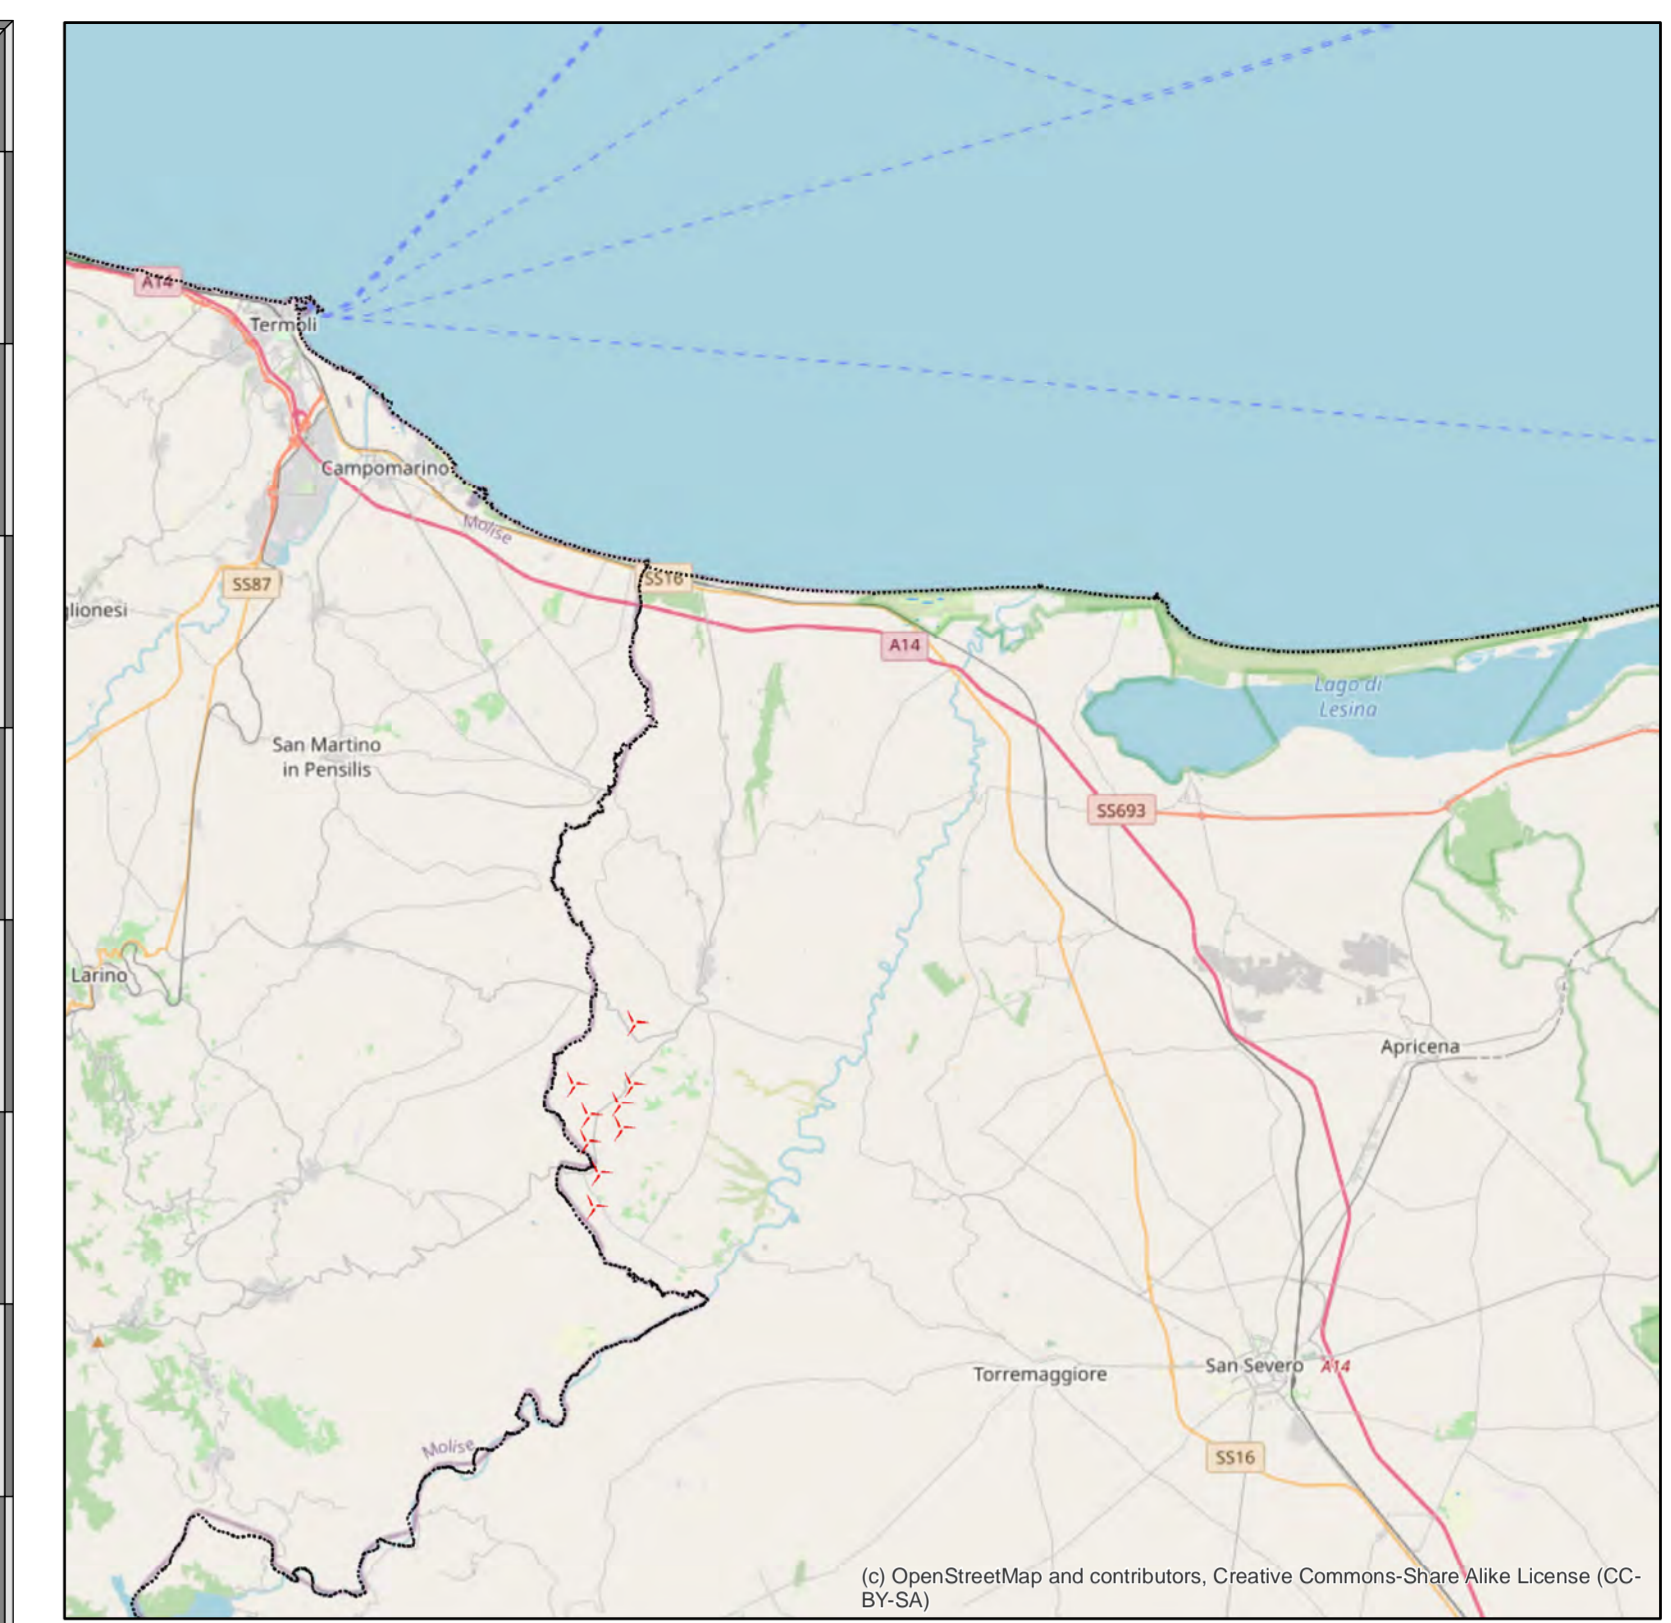 A14
Termoli
Campomarino
Molise
SS16
SS87
glionesi
A14
Lago di
Lesina
San Martino
in Pensilis
SS693
Larino
Apricena
San Severo
A14
Torremaggiore
Molise
SS16
(c) OpenStreetMap and contributors, Creative Commons-Share Alike License (CC-
BY-SA)